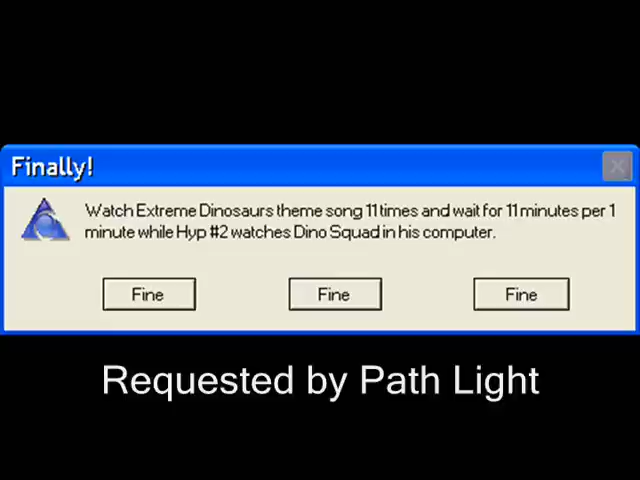 Finally!
Watch Extreme Dinosaurs theme song 11 times and wait for 11 minutes per 1
minute while Hyp #2 watches Dino Squad in his computer.
Fine Fine Fine
Requested by Path Light